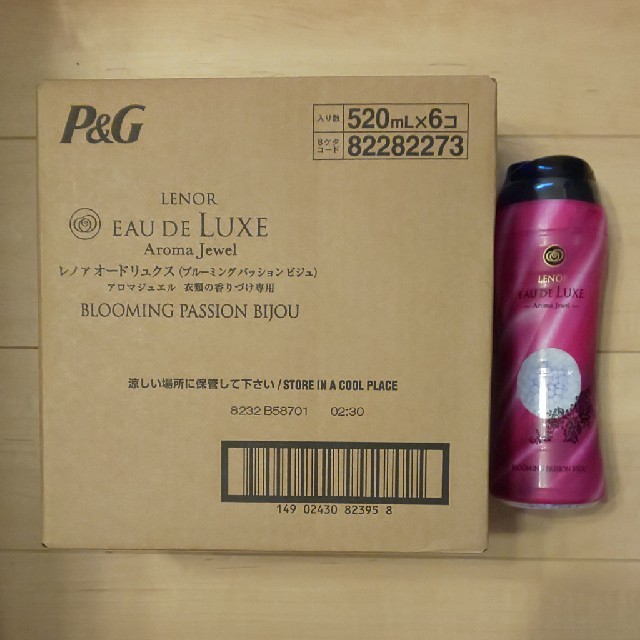 P&G
入り数 520mL×6コ
8ケタコード 82282273
LENOR
EAU DE LUXE
Aroma Jewel
レノア オードリュクス(ブルーミング パッション ビジュ)
アロマジュエル 衣類の香りづけ専用
BLOOMING PASSION BIJOU
涼しい場所に保管して下さい/STORE IN A COOL PLACE
8232 B58701 02:30
149 02430 82395 8
LENOR
EAU DE LUXE
Aroma Jewel
BLOOMING PASSION BIJOU